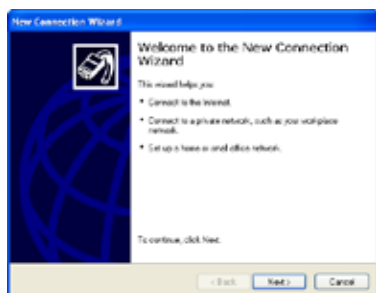 New Connection Wizard
Welcome to the New Connection
Wizard
This wizard helps you:
• Connect to the Internet.
• Connect to a private network, such as your workplace
network.
• Set up a home or small office network.
To continue, click Next.
< Back
Next >
Cancel